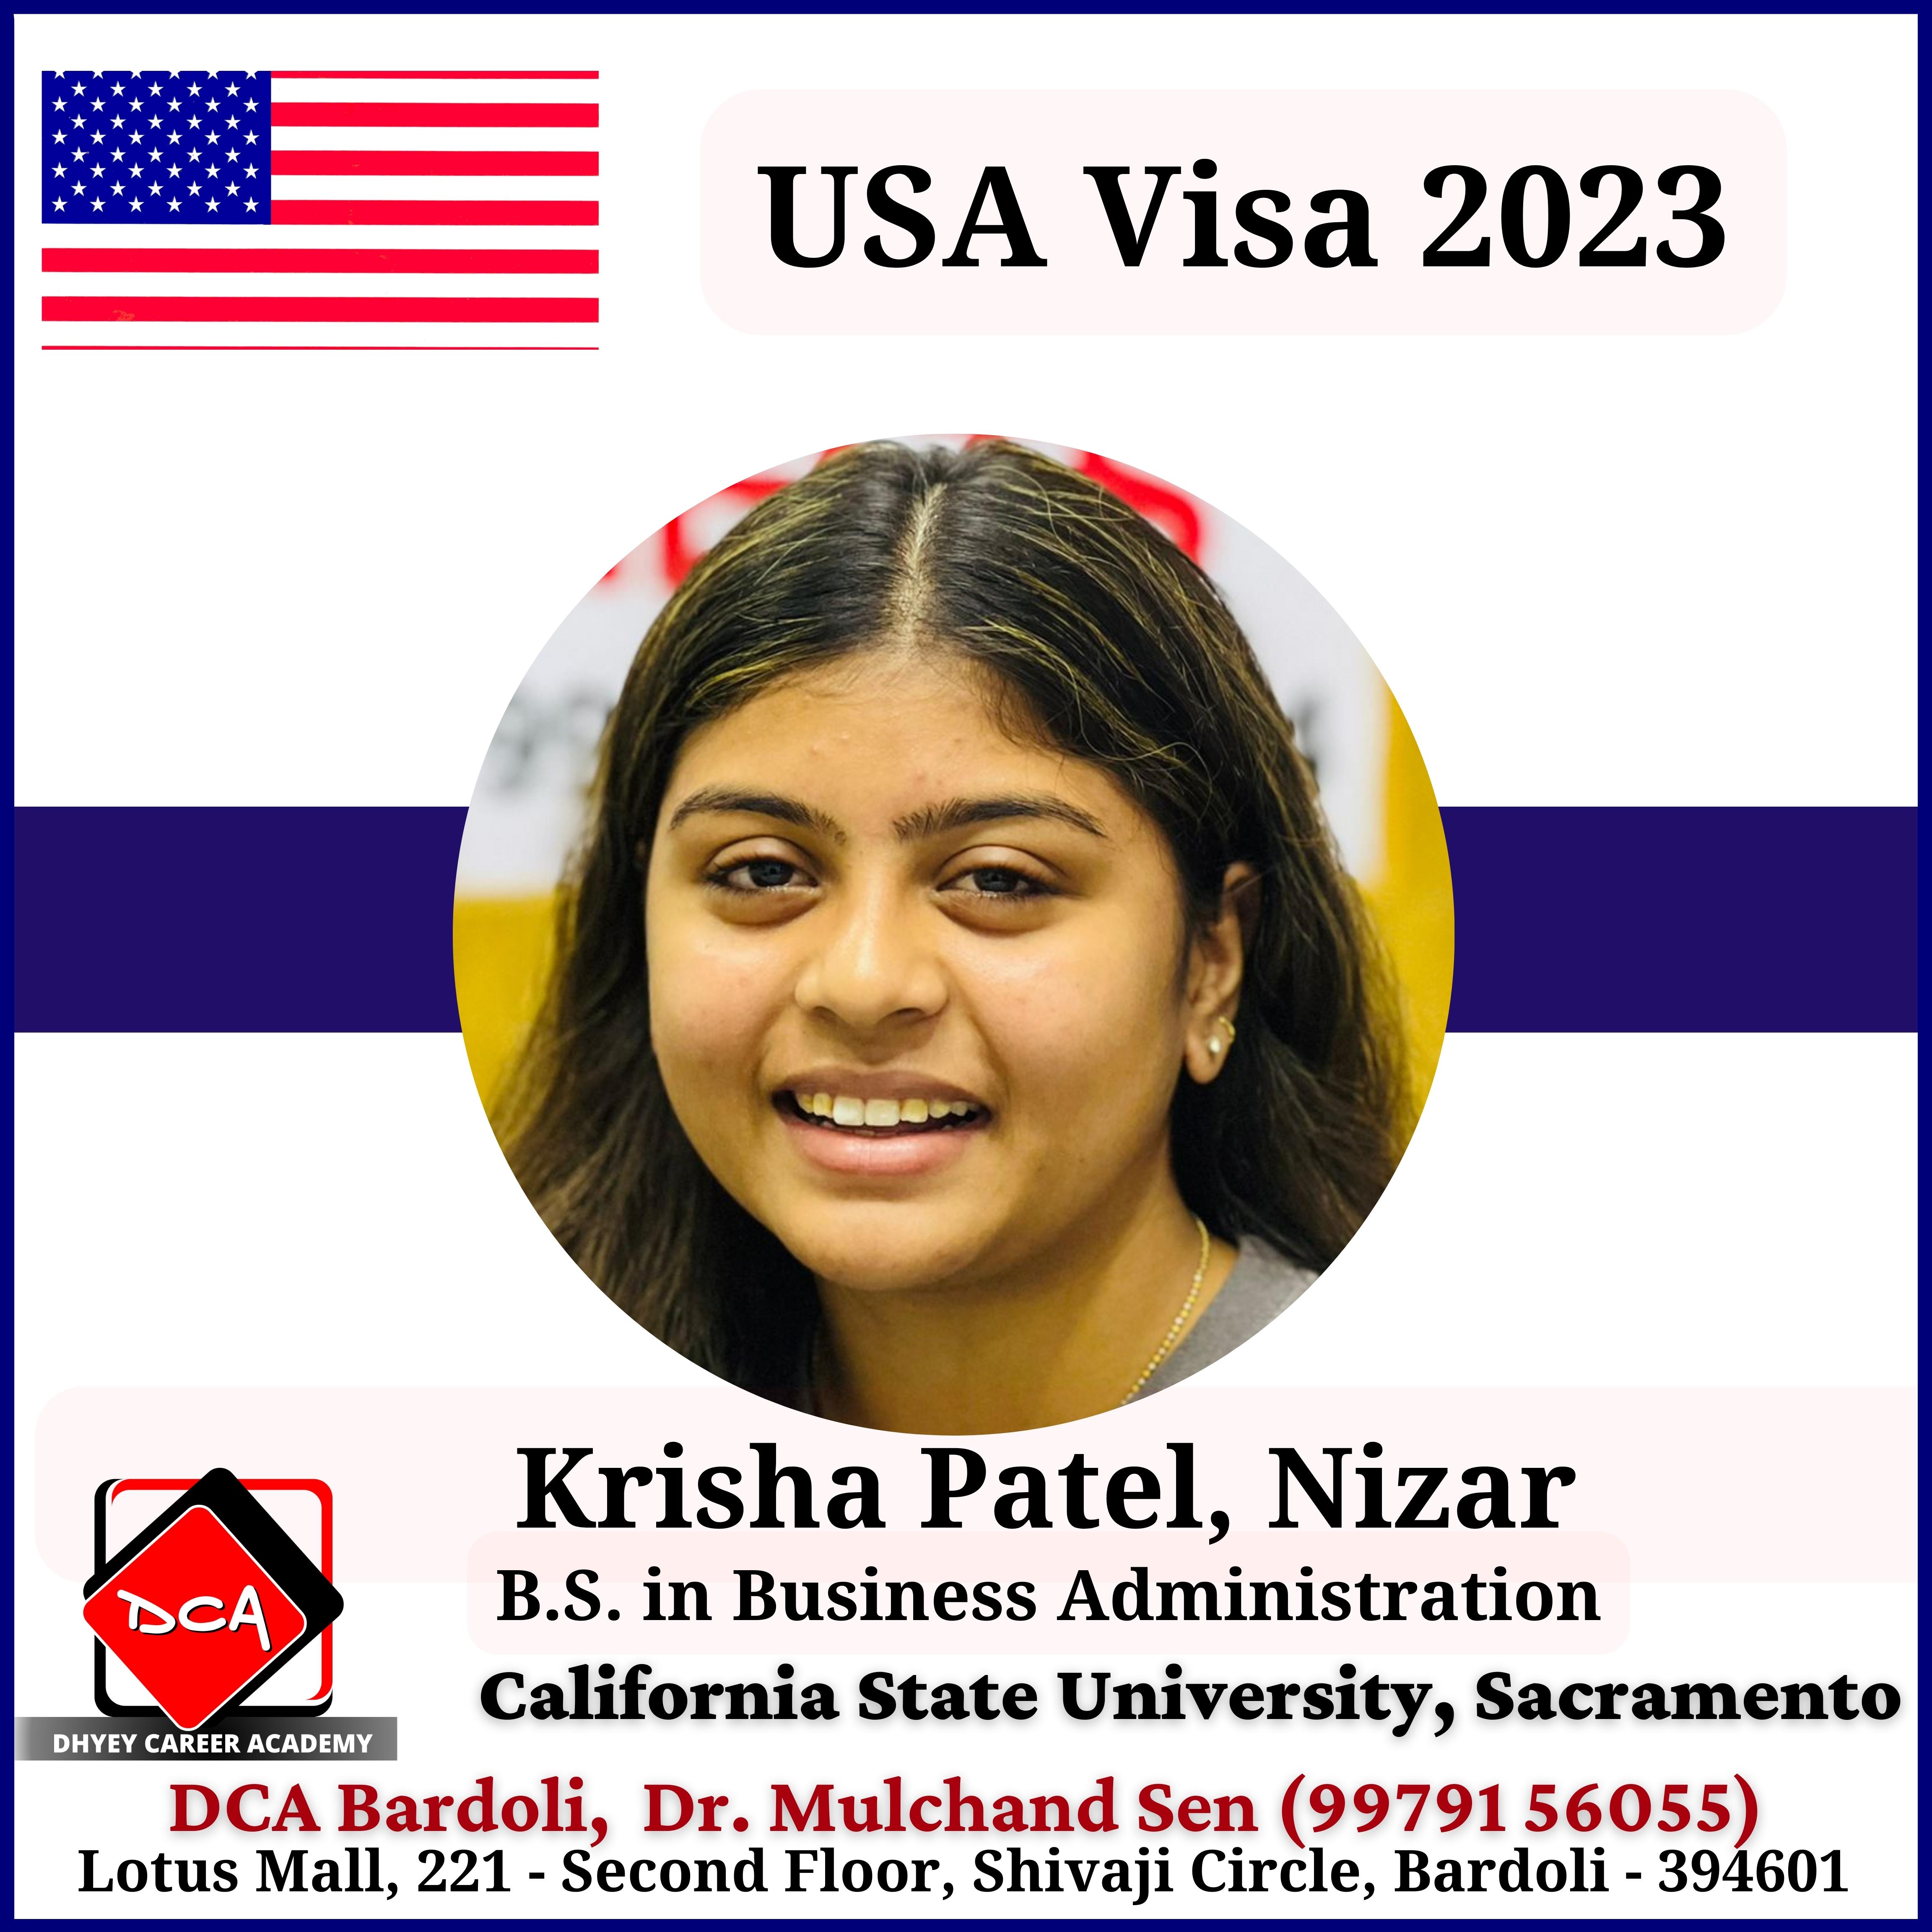 USA Visa 2023
Krisha Patel, Nizar
B.S. in Business Administration
California State University, Sacramento
DCA
DHYEY CAREER ACADEMY
DCA Bardoli, Dr. Mulchand Sen (99791 56055)
Lotus Mall, 221 - Second Floor, Shivaji Circle, Bardoli - 394601